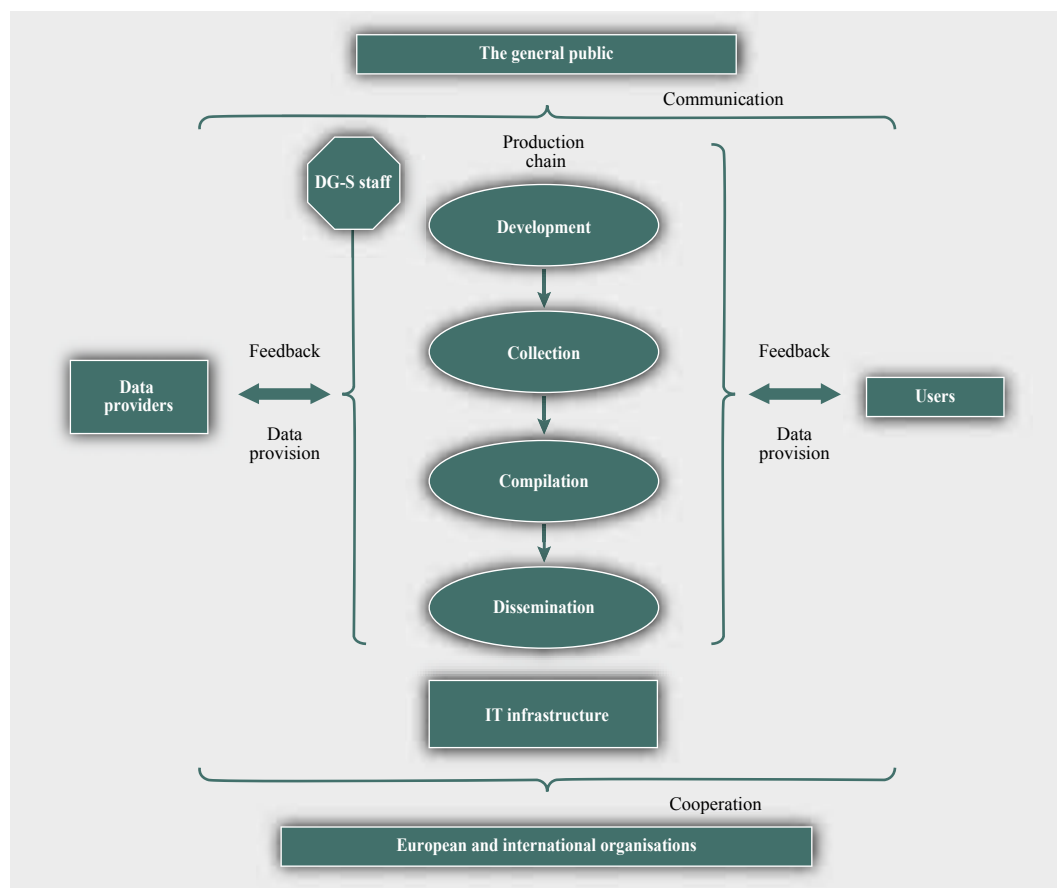 The general public
Communication
Production
chain
DG-S staff
Development
Feedback
Collection
Feedback
Data
providers
Users
Data
provision
Data
provision
Compilation
Dissemination
IT infrastructure
Cooperation
European and international organisations